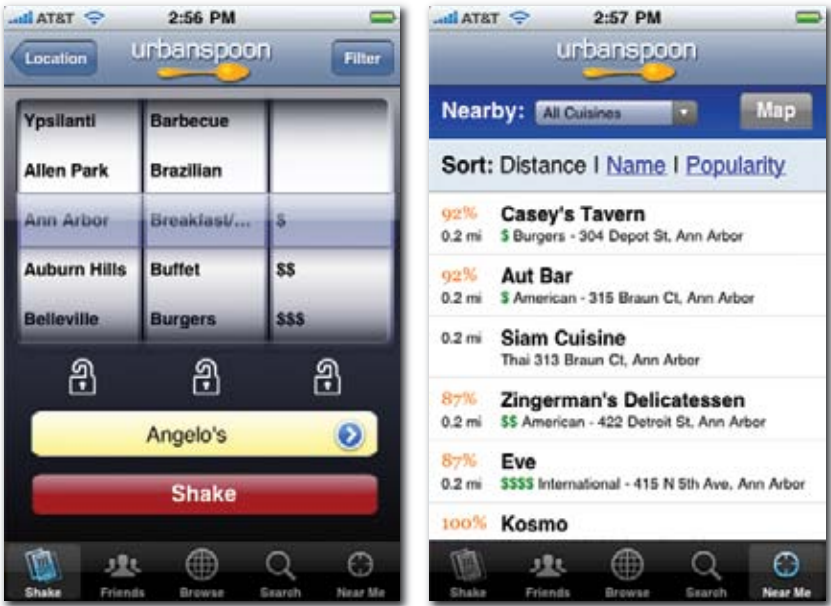 AT&T 2:56 PM
Location urbanspoon Filter
Ypsilanti Barbecue
Allen Park Brazilian
Ann Arbor Breakfast/... $
Auburn Hills Buffet $$
Belleville Burgers $$$
Angelo's
Shake
Shake Friends Browse Search Near Me
AT&T 2:57 PM
urbanspoon
Nearby: All Cuisines Map
Sort: Distance | Name | Popularity
92% Casey's Tavern
0.2 mi $ Burgers - 304 Depot St, Ann Arbor
92% Aut Bar
0.2 mi $ American - 315 Braun Ct, Ann Arbor
0.2 mi Siam Cuisine
Thai 313 Braun Ct, Ann Arbor
87% Zingerman's Delicatessen
0.2 mi $$ American - 422 Detroit St, Ann Arbor
87% Eve
0.2 mi $$$$ International - 415 N 5th Ave, Ann Arbor
100% Kosmo
Shake Friends Browse Search Near Me